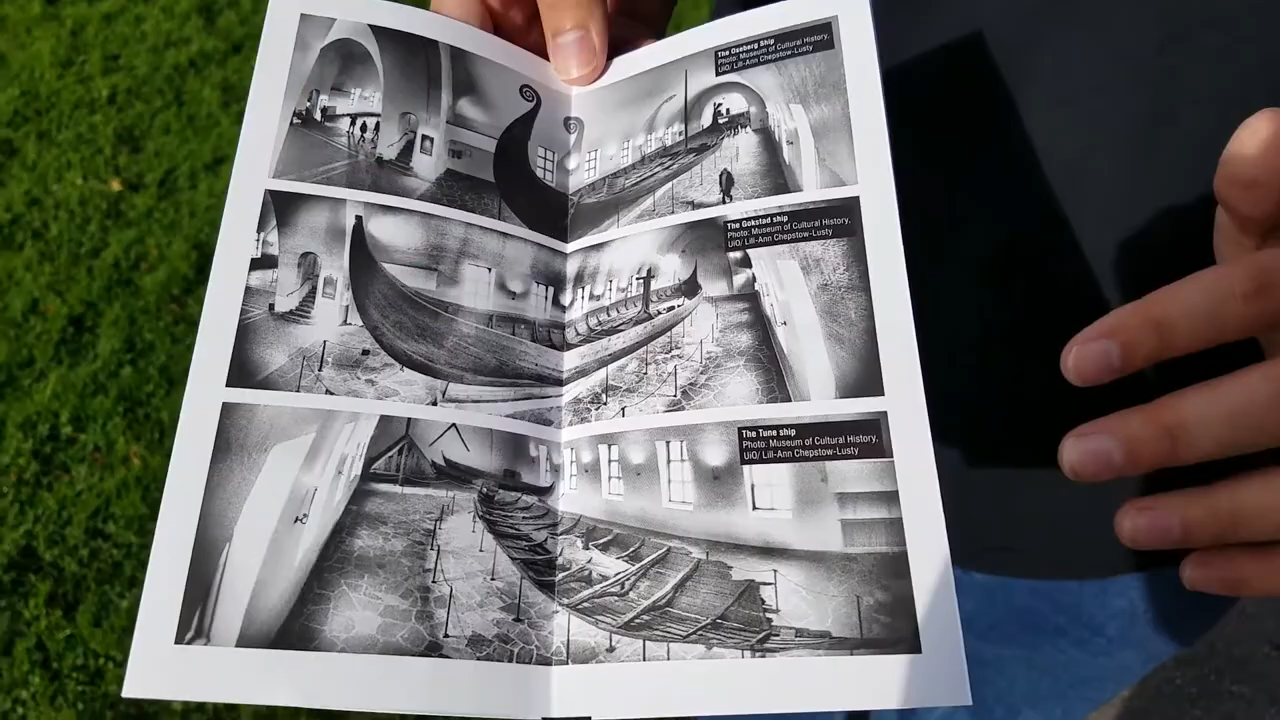 The Oseberg Ship
Photo: Museum of Cultural History,
UiO/ Lill-Ann Chepstow-Lusty
The Gokstad ship
Photo: Museum of Cultural History,
UiO/ Lill-Ann Chepstow-Lusty
The Tune ship
Photo: Museum of Cultural History,
UiO/ Lill-Ann Chepstow-Lusty